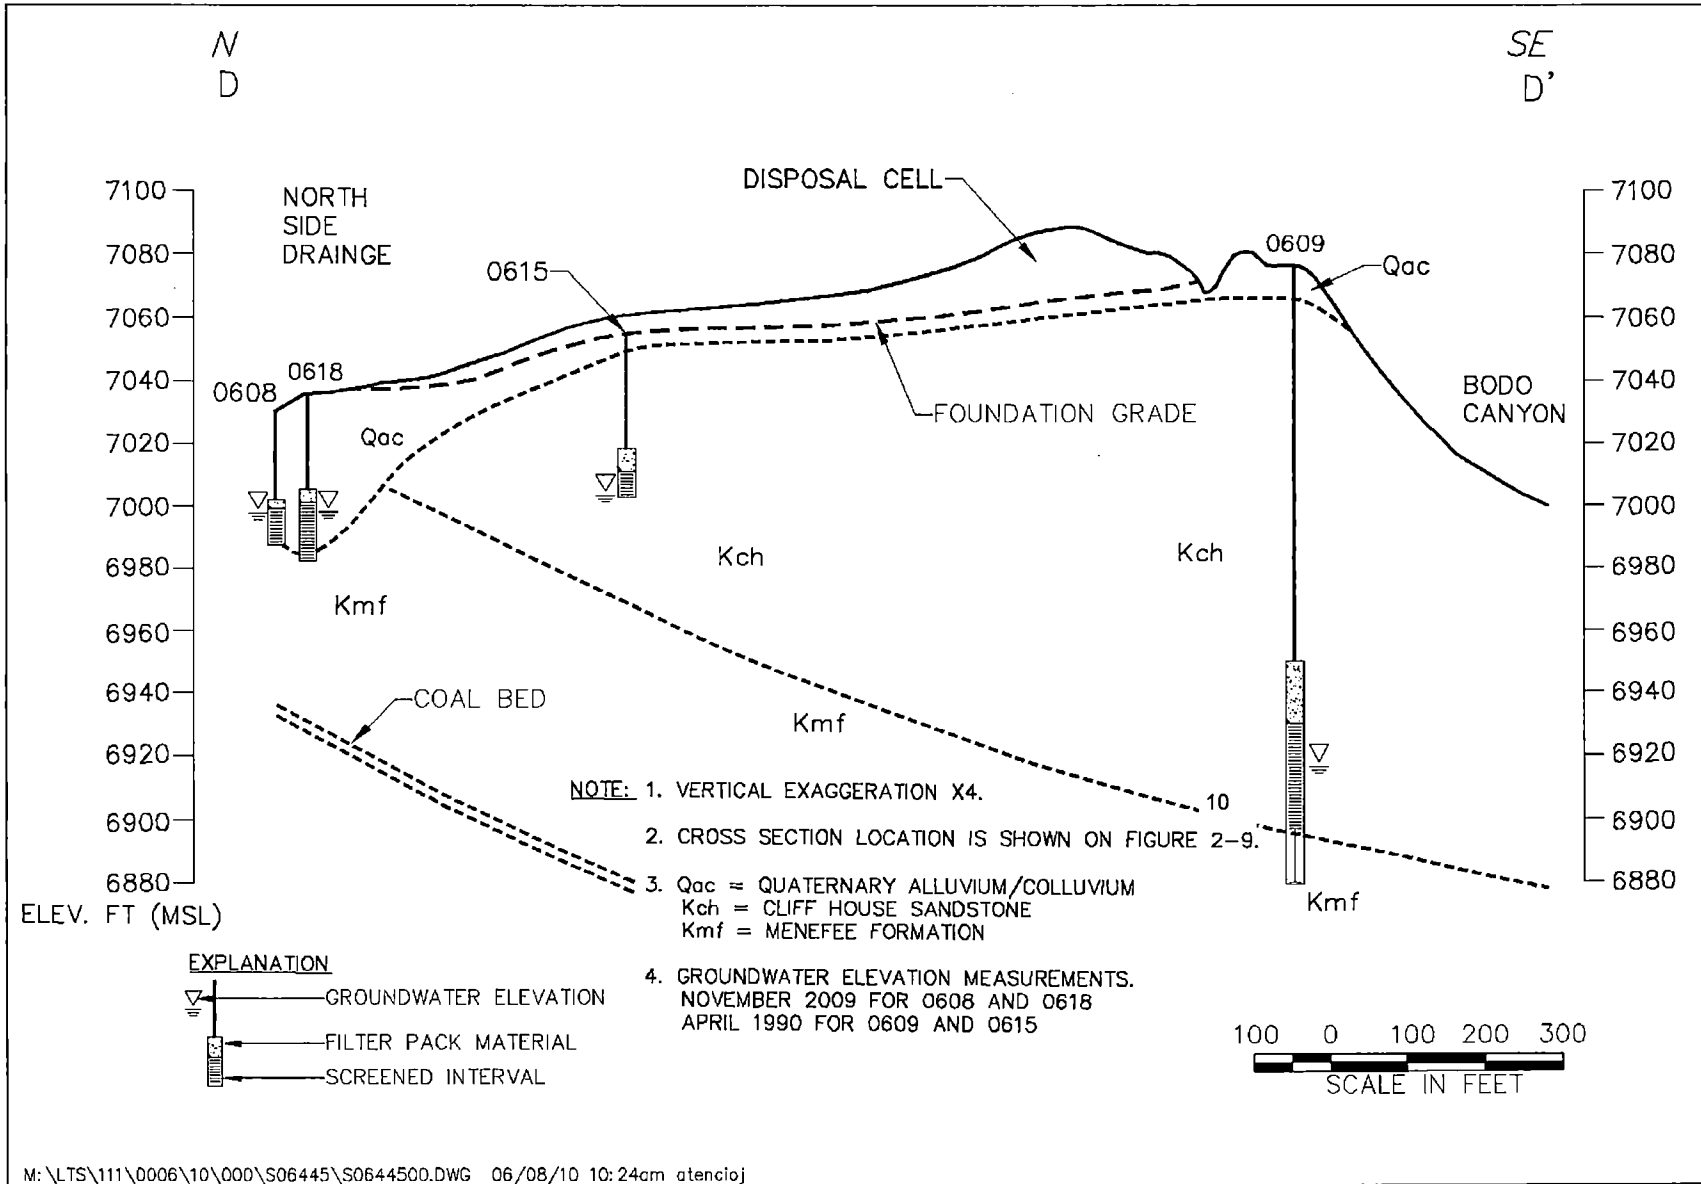 N
D
SE
D'
7100
7080
7060
7040
7020
7000
6980
6960
6940
6920
6900
6880
ELEV. FT (MSL)
NORTH
SIDE
DRAINGE
DISPOSAL CELL
0615
0609
Qac
0608
0618
Qac
FOUNDATION GRADE
BODO
CANYON
Kch
Kch
Kmf
COAL BED
Kmf
10
Kmf
7100
7080
7060
7040
7020
7000
6980
6960
6940
6920
6900
6880
NOTE: 1. VERTICAL EXAGGERATION X4.
2. CROSS SECTION LOCATION IS SHOWN ON FIGURE 2-9.
3. Qac = QUATERNARY ALLUVIUM/COLLUVIUM
Kch = CLIFF HOUSE SANDSTONE
Kmf = MENEFEE FORMATION
4. GROUNDWATER ELEVATION MEASUREMENTS.
NOVEMBER 2009 FOR 0608 AND 0618
APRIL 1990 FOR 0609 AND 0615
EXPLANATION
GROUNDWATER ELEVATION
FILTER PACK MATERIAL
SCREENED INTERVAL
100 0 100 200 300
SCALE IN FEET
M:\LTS\111\0006\10\000\S06445\S0644500.DWG 06/08/10 10:24am atencioj